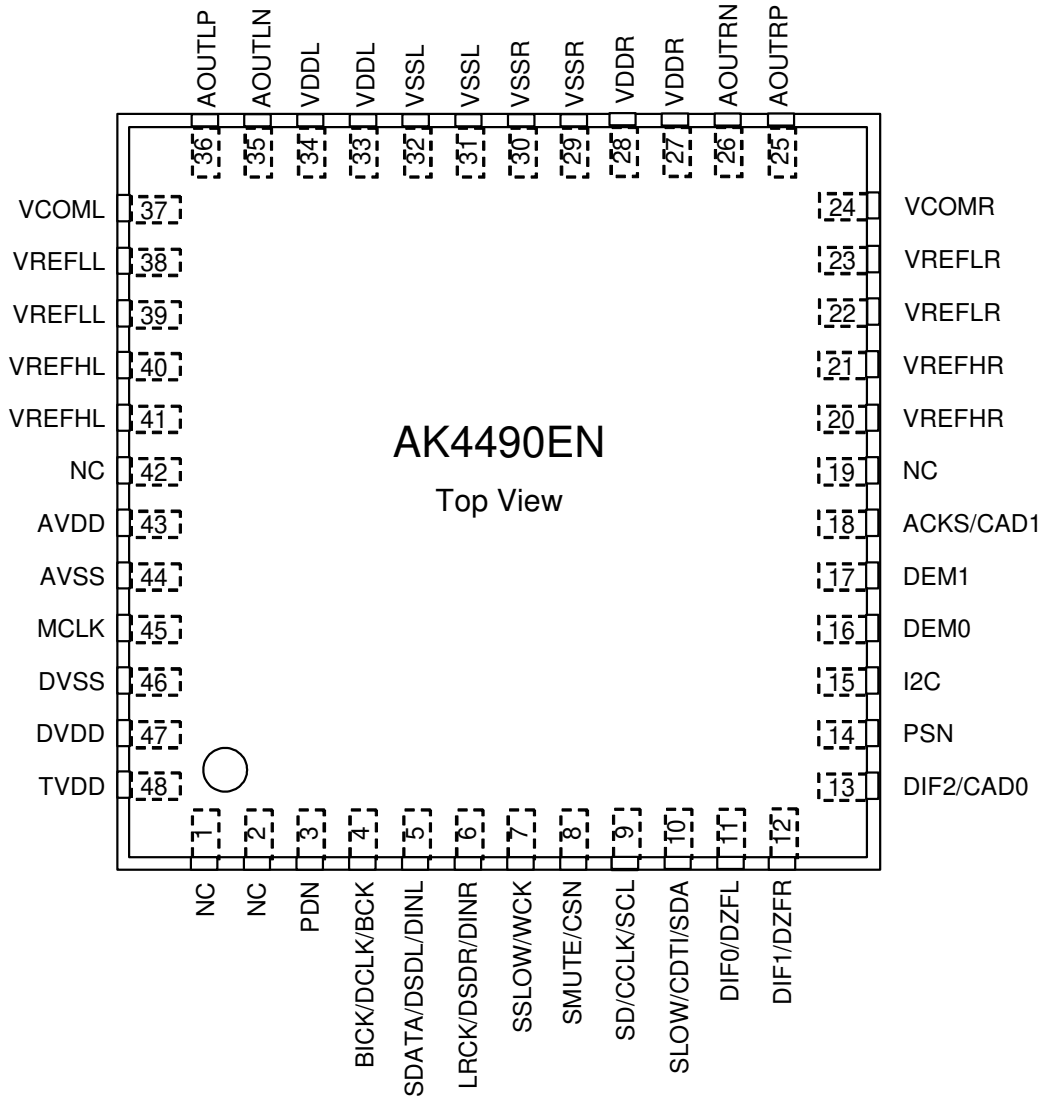 AOUTLP
AOUTLN
VDDL
VDDL
VSSL
VSSL
VSSR
VSSR
VDDR
VDDR
AOUTRN
AOUTRP
36
35
34
33
32
31
30
29
28
27
26
25
VCOML 37
VREFLL 38
VREFLL 39
VREFHL 40
VREFHL 41
NC 42
AVDD 43
AVSS 44
MCLK 45
DVSS 46
DVDD 47
TVDD 48
AK4490EN
Top View
24 VCOMR
23 VREFLR
22 VREFLR
21 VREFHR
20 VREFHR
19 NC
18 ACKS/CAD1
17 DEM1
16 DEM0
15 I2C
14 PSN
13 DIF2/CAD0
1
2
3
4
5
6
7
8
9
10
11
12
NC
NC
PDN
BICK/DCLK/BCK
SDATA/DSDL/DINL
LRCK/DSDR/DINR
SSLOW/WCK
SMUTE/CSN
SD/CCLK/SCL
SLOW/CDTI/SDA
DIF0/DZFL
DIF1/DZFR